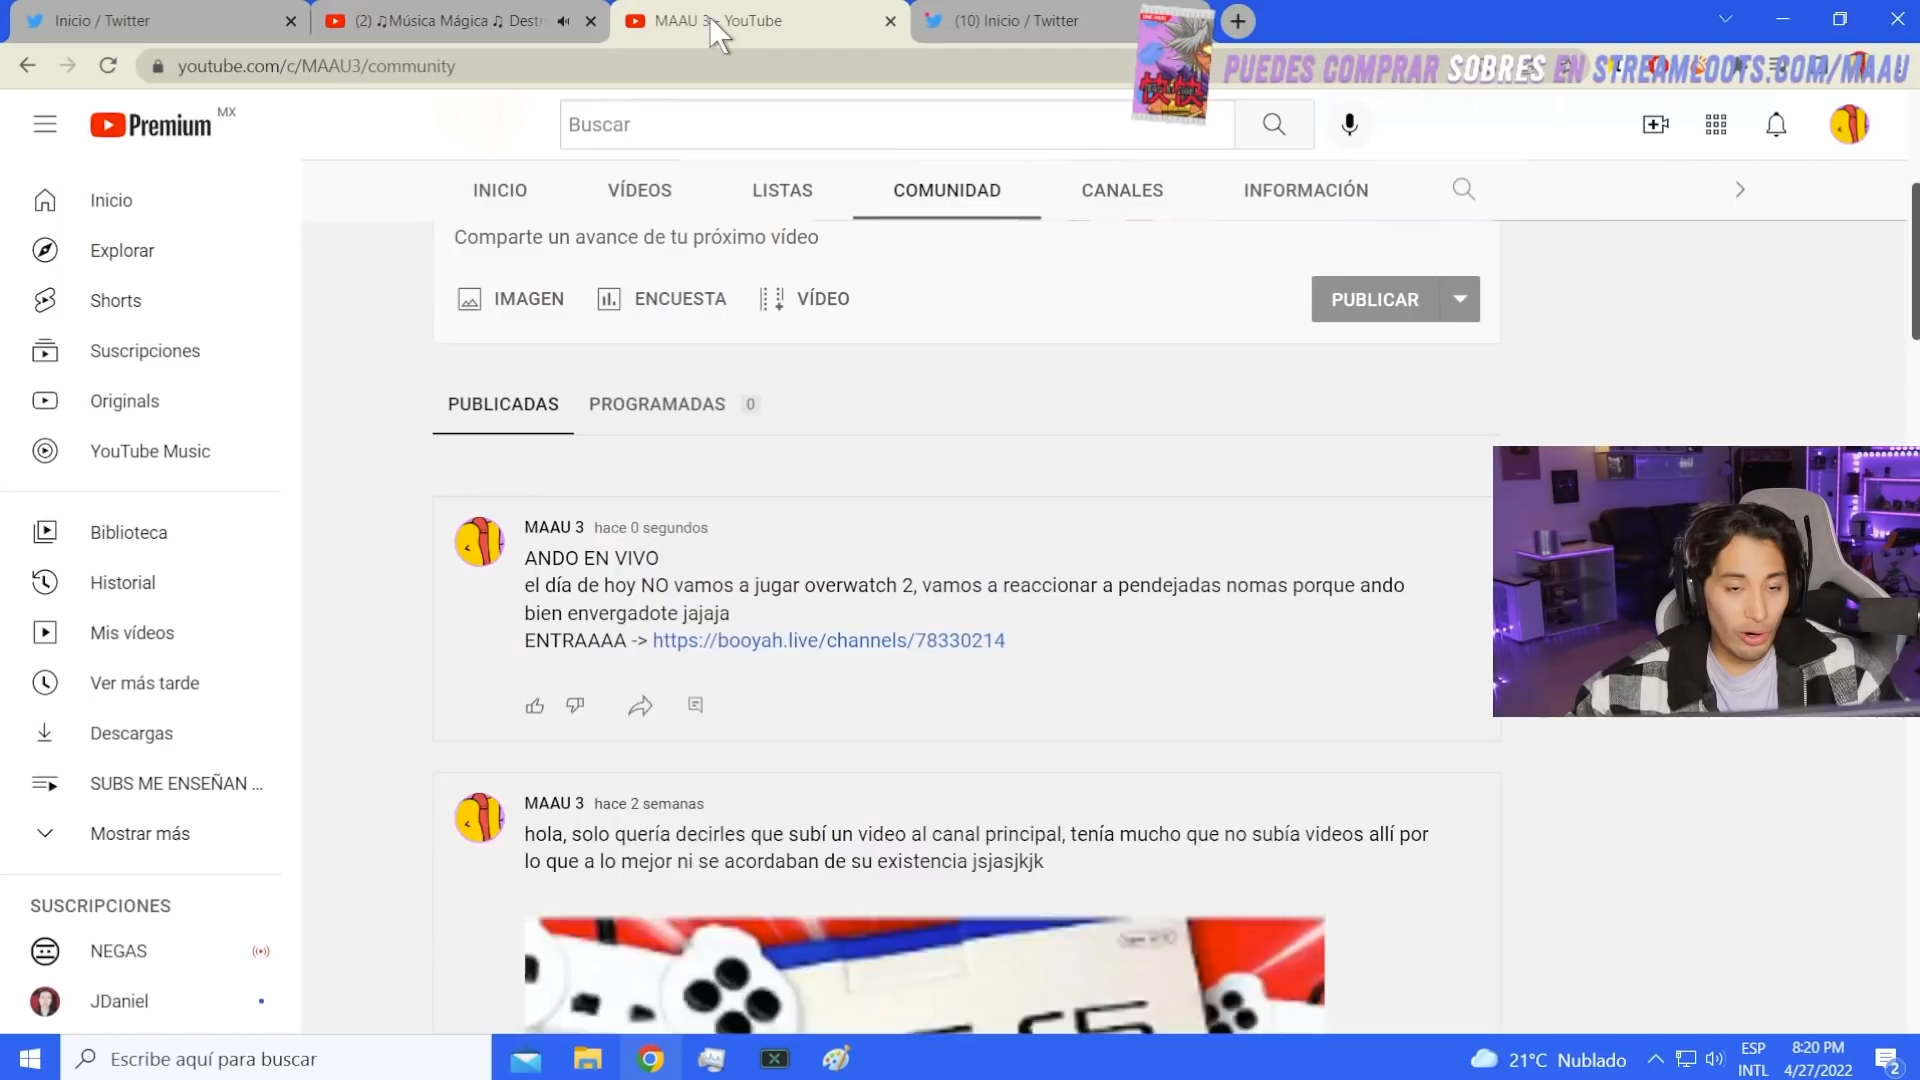 Inicio / Twitter
(2) ♫Música Mágica ♫ Destr
MAAU 3 - YouTube
(10) Inicio / Twitter
youtube.com/c/MAAU3/community
PUEDES COMPRAR SOBRES EN STREAMLOOTS.COM/MAAU
Premium MX
Buscar
INICIO
VÍDEOS
LISTAS
COMUNIDAD
CANALES
INFORMACIÓN
Comparte un avance de tu próximo vídeo
IMAGEN
ENCUESTA
VÍDEO
PUBLICAR
PUBLICADAS
PROGRAMADAS 0
MAAU 3 hace 0 segundos
ANDO EN VIVO
el día de hoy NO vamos a jugar overwatch 2, vamos a reaccionar a pendejadas nomas porque ando
bien envergadote jajaja
ENTRAAAA -> https://booyah.live/channels/78330214
MAAU 3 hace 2 semanas
hola, solo quería decirles que subí un video al canal principal, tenía mucho que no subía videos allí por
lo que a lo mejor ni se acordaban de su existencia jsjasjkjk
Inicio
Explorar
Shorts
Suscripciones
Originals
YouTube Music
Biblioteca
Historial
Mis vídeos
Ver más tarde
Descargas
SUBS ME ENSEÑAN ...
Mostrar más
SUSCRIPCIONES
NEGAS
JDaniel
Escribe aquí para buscar
21°C Nublado
ESP
INTL
8:20 PM
4/27/2022
2